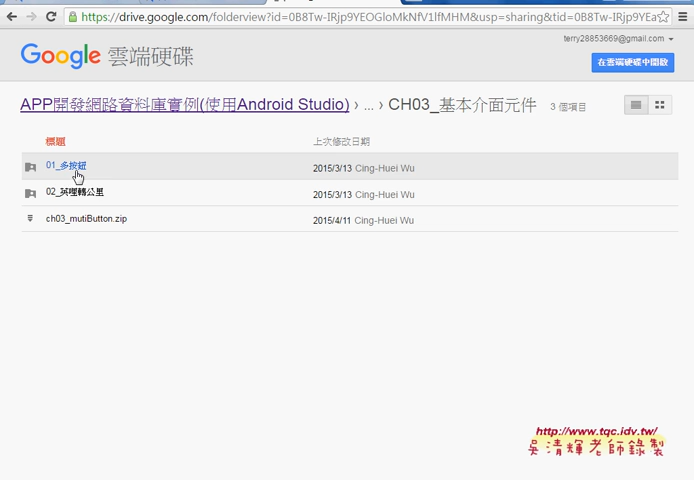 https://drive.google.com/folderview?id=0B8Tw-IRjp9YEOGloMkNfV1lfMHM&usp=sharing&tid=0B8Tw-IRjp9YEa
terry28853669@gmail.com
Google 雲端硬碟
在雲端硬碟中開啟
APP開發網路資料庫實例(使用Android Studio) › ... › CH03_基本介面元件 3 個項目
標題 上次修改日期
01_多按鈕 2015/3/13 Cing-Huei Wu
02_英哩轉公里 2015/3/13 Cing-Huei Wu
ch03_mutiButton.zip 2015/4/11 Cing-Huei Wu
http://www.tqc.idv.tw/
吳清輝老師錄製